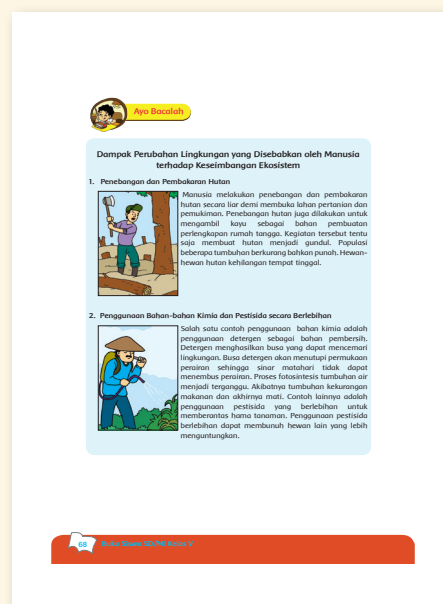 Ayo Bacalah
Dampak Perubahan Lingkungan yang Disebabkan oleh Manusia
terhadap Keseimbangan Ekosistem
1. Penebangan dan Pembakaran Hutan
Manusia melakukan penebangan dan pembakaran
hutan secara liar demi membuka lahan pertanian dan
pemukiman. Penebangan hutan juga dilakukan untuk
mengambil kayu sebagai bahan pembuatan
perlengkapan rumah tangga. Kegiatan tersebut tentu
saja membuat hutan menjadi gundul. Populasi
beberapa tumbuhan berkurang bahkan punah. Hewan-
hewan hutan kehilangan tempat tinggal.
2. Penggunaan Bahan-bahan Kimia dan Pestisida secara Berlebihan
Salah satu contoh penggunaan bahan kimia adalah
penggunaan detergen sebagai bahan pembersih.
Detergen menghasilkan busa yang dapat mencemari
lingkungan. Busa detergen akan menutupi permukaan
perairan sehingga sinar matahari tidak dapat
menembus perairan. Proses fotosintesis tumbuhan air
menjadi terganggu. Akibatnya tumbuhan kekurangan
makanan dan akhirnya mati. Contoh lainnya adalah
penggunaan pestisida yang berlebihan untuk
memberantas hama tanaman. Penggunaan pestisida
berlebihan dapat membunuh hewan lain yang lebih
menguntungkan.
68 Buku Siswa SD/MI Kelas V